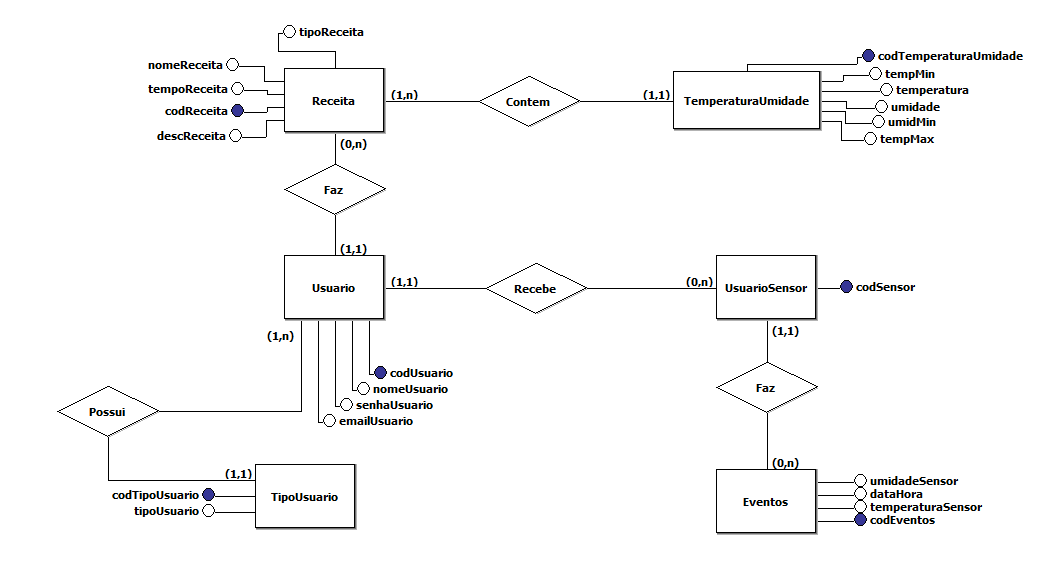 tipoReceita
nomeReceita
tempoReceita
codReceita
descReceita
Receita
(1,n)
Contem
(1,1)
TemperaturaUmidade
codTemperaturaUmidade
tempMin
temperatura
umidade
umidMin
tempMax
(0,n)
Faz
(1,1)
Usuario
(1,1)
Recebe
(0,n)
UsuarioSensor
codSensor
(1,n)
(1,1)
codUsuario
nomeUsuario
senhaUsuario
emailUsuario
Faz
Possui
(1,1)
(0,n)
codTipoUsuario
tipoUsuario
TipoUsuario
Eventos
umidadeSensor
dataHora
temperaturaSensor
codEventos